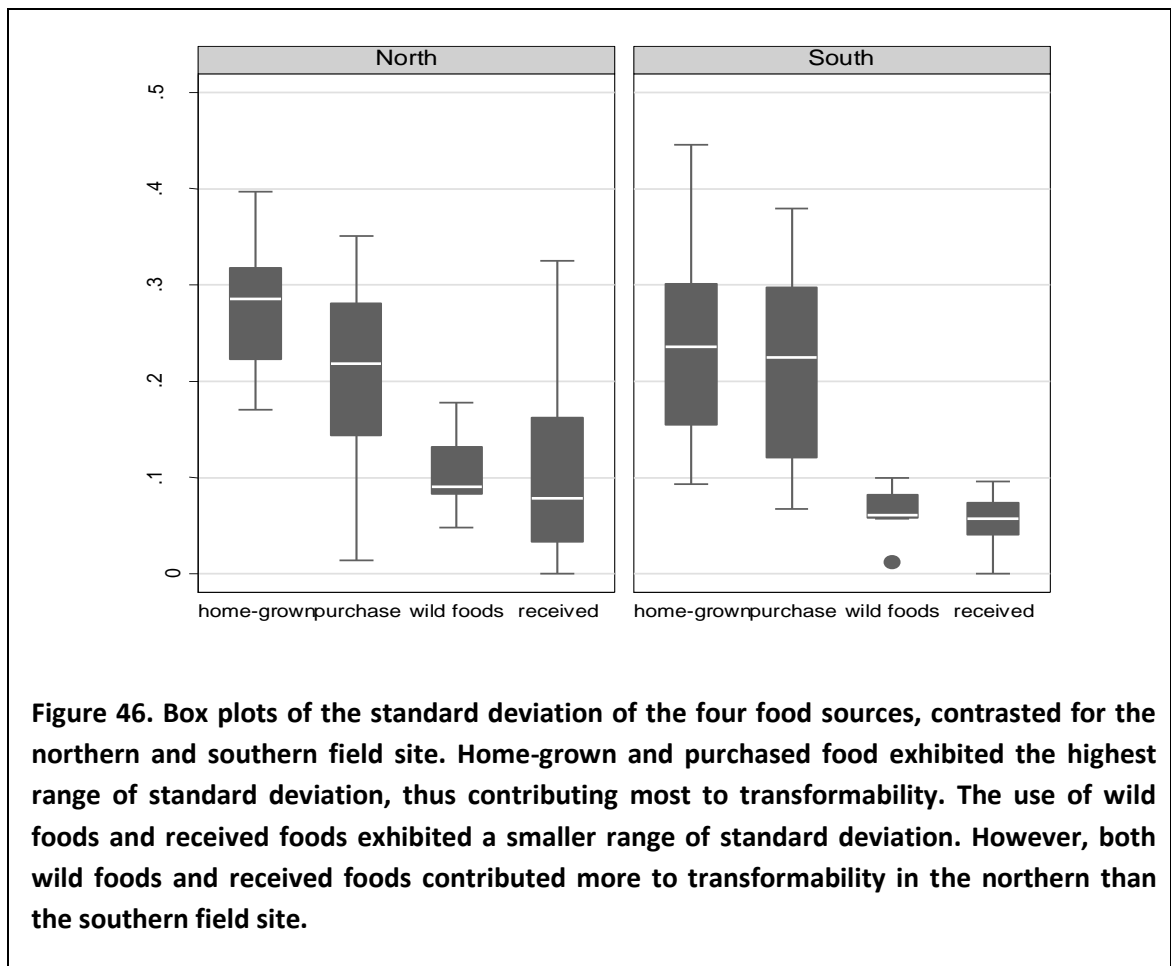 North South
.5
.4
.3
.2
.1
0
home-grown purchase wild foods received home-grown purchase wild foods received
Figure 46. Box plots of the standard deviation of the four food sources, contrasted for the
northern and southern field site. Home-grown and purchased food exhibited the highest
range of standard deviation, thus contributing most to transformability. The use of wild
foods and received foods exhibited a smaller range of standard deviation. However, both
wild foods and received foods contributed more to transformability in the northern than
the southern field site.